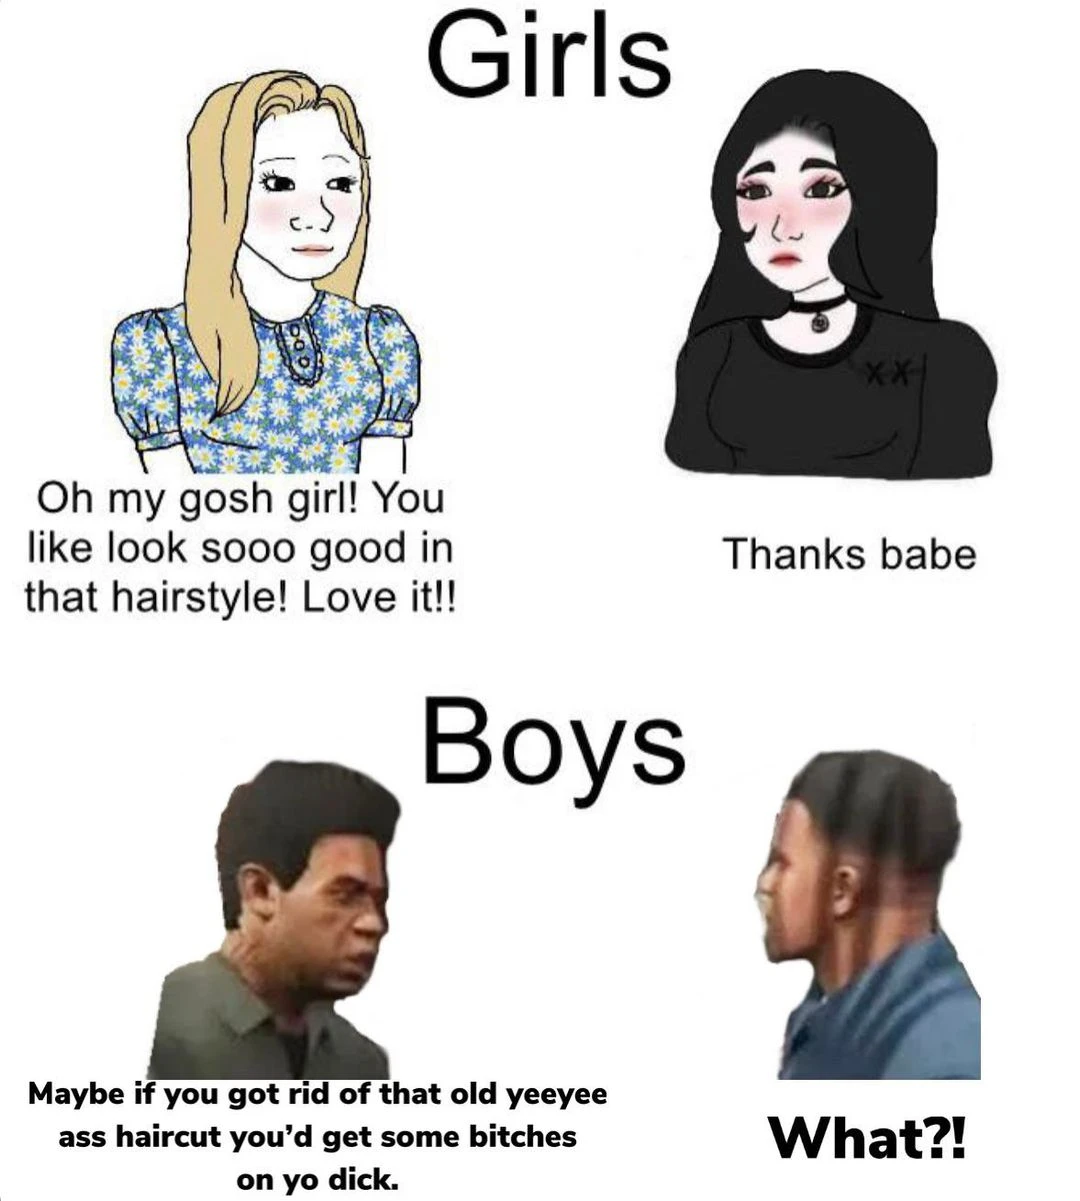 Girls
Oh my gosh girl! You
like look sooo good in
that hairstyle! Love it!!
Thanks babe
Boys
Maybe if you got rid of that old yeeyee
ass haircut you’d get some bitches
on yo dick.
What?!